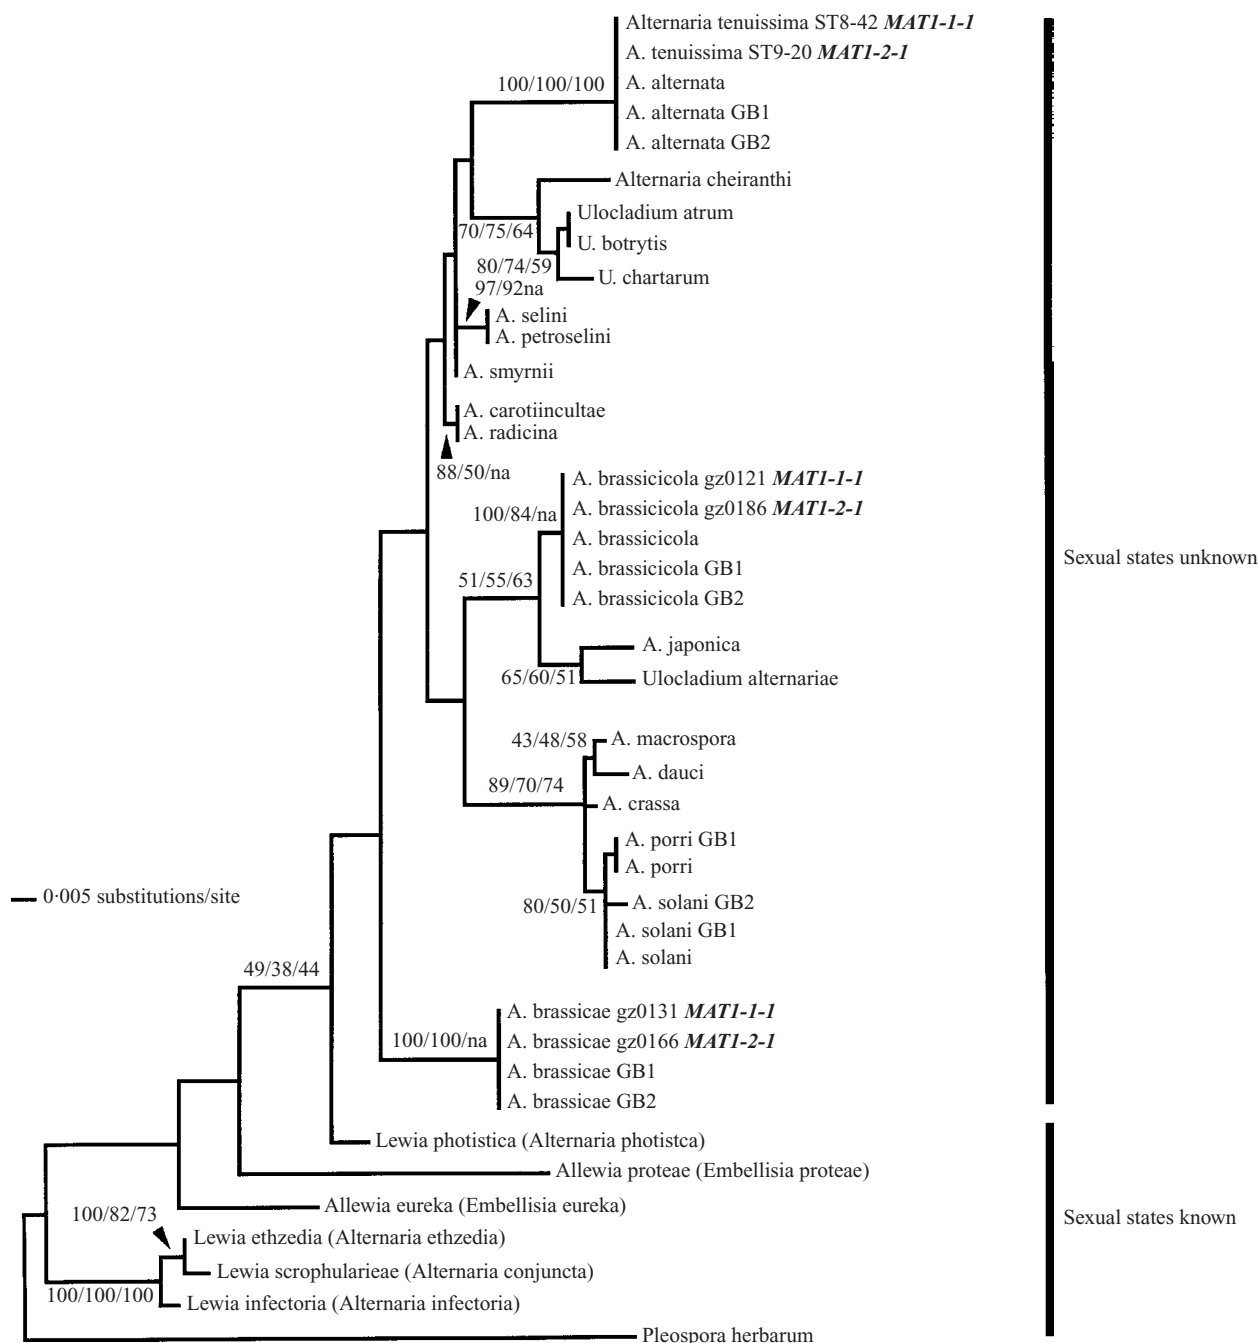 Alternaria tenuissima ST8-42 MAT1-1-1
A. tenuissima ST9-20 MAT1-2-1
100/100/100
A. alternata
A. alternata GB1
A. alternata GB2
Alternaria cheiranthi
Ulocladium atrum
70/75/64
U. botrytis
80/74/59
U. chartarum
97/92na
A. selini
A. petroselini
A. smyrnii
A. carotiincultae
A. radicina
88/50/na
A. brassicicola gz0121 MAT1-1-1
A. brassicicola gz0186 MAT1-2-1
100/84/na
A. brassicicola
A. brassicicola GB1
51/55/63
A. brassicicola GB2
Sexual states unknown
A. japonica
65/60/51
Ulocladium alternariae
43/48/58
A. macrospora
A. dauci
89/70/74
A. crassa
A. porri GB1
A. porri
0·005 substitutions/site
80/50/51
A. solani GB2
A. solani GB1
A. solani
49/38/44
A. brassicae gz0131 MAT1-1-1
100/100/na
A. brassicae gz0166 MAT1-2-1
A. brassicae GB1
A. brassicae GB2
Lewia photistica (Alternaria photistca)
Allewia proteae (Embellisia proteae)
Allewia eureka (Embellisia eureka)
100/82/73
Sexual states known
Lewia ethzedia (Alternaria ethzedia)
Lewia scrophularieae (Alternaria conjuncta)
100/100/100
Lewia infectoria (Alternaria infectoria)
Pleospora herbarum